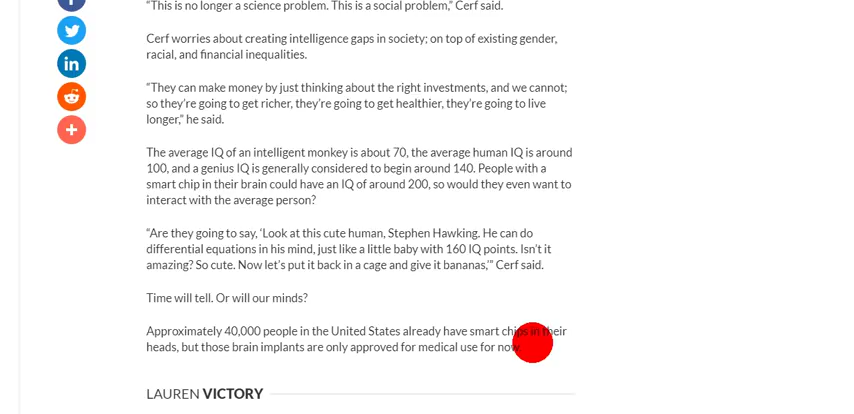 “This is no longer a science problem. This is a social problem,” Cerf said.
Cerf worries about creating intelligence gaps in society; on top of existing gender,
racial, and financial inequalities.
“They can make money by just thinking about the right investments, and we cannot;
so they’re going to get richer, they’re going to get healthier, they’re going to live
longer,” he said.
The average IQ of an intelligent monkey is about 70, the average human IQ is around
100, and a genius IQ is generally considered to begin around 140. People with a
smart chip in their brain could have an IQ of around 200, so would they even want to
interact with the average person?
“Are they going to say, ‘Look at this cute human, Stephen Hawking. He can do
differential equations in his mind, just like a little baby with 160 IQ points. Isn’t it
amazing? So cute. Now let’s put it back in a cage and give it bananas,’” Cerf said.
Time will tell. Or will our minds?
Approximately 40,000 people in the United States already have smart chips in their
heads, but those brain implants are only approved for medical use for now.
LAUREN VICTORY